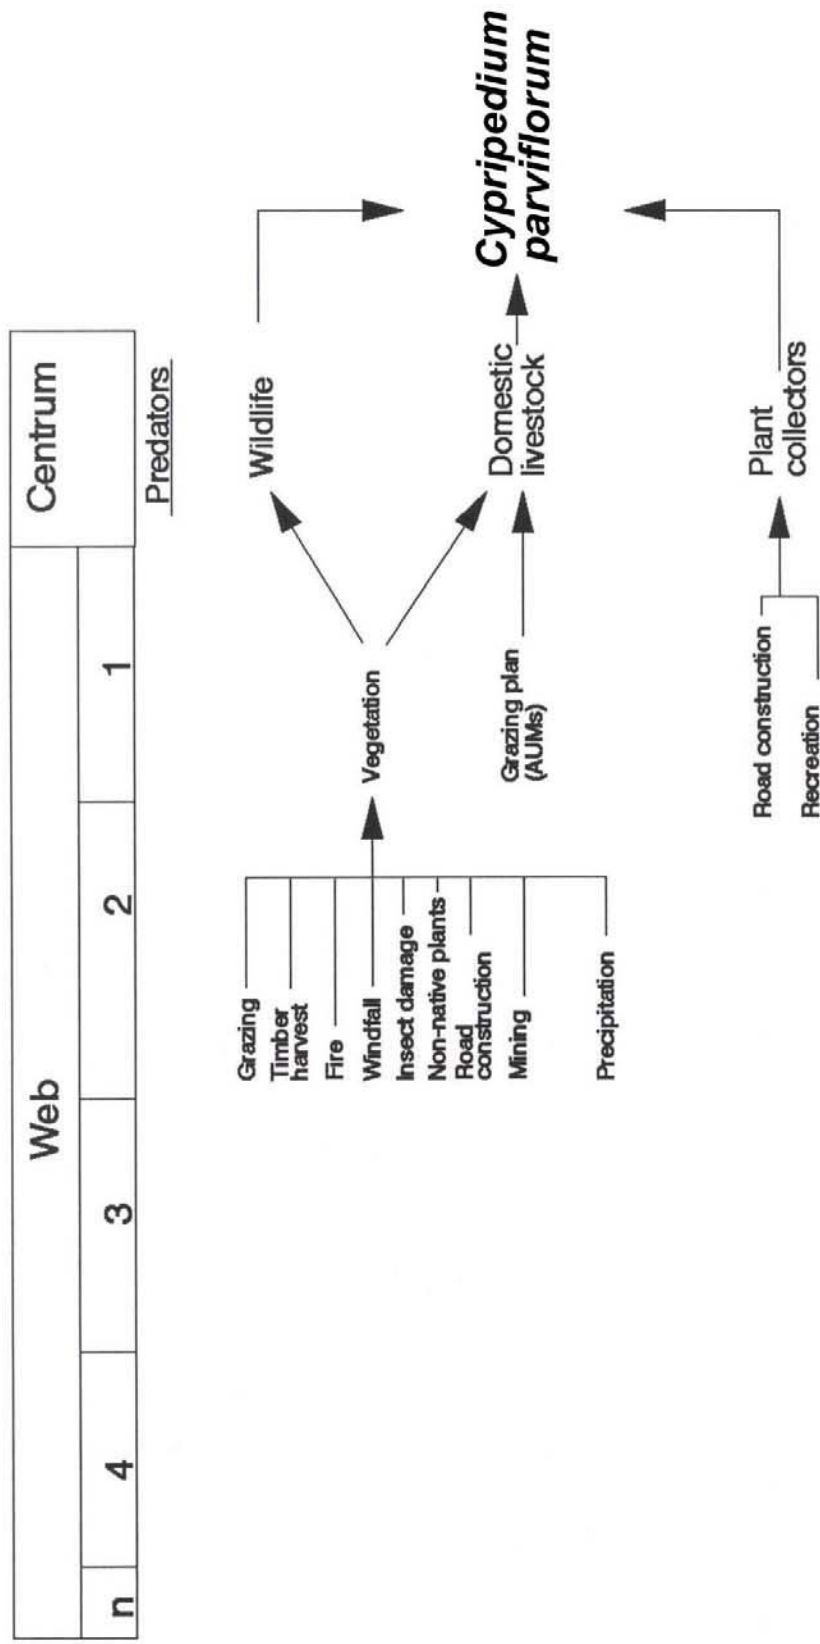 Web
Centrum
n
4
3
2
1
Predators
Grazing
Timber
harvest
Fire
Windfall
Insect damage
Non-native plants
Road
construction
Mining
Precipitation
Vegetation
Grazing plan
(AUMs)
Road construction
Recreation
Wildlife
Domestic
livestock
Plant
collectors
Cypripedium
parviflorum